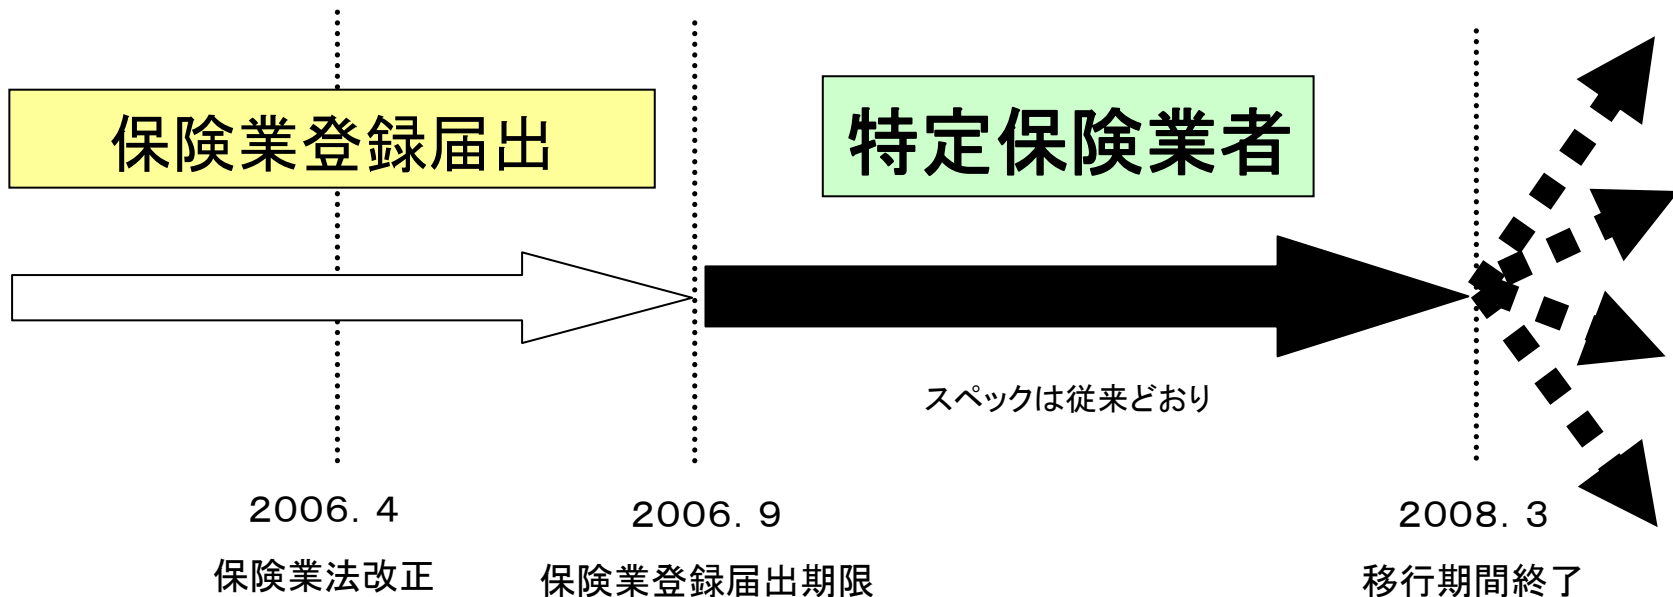 保険業登録届出
特定保険業者
スペックは従来どおり
2006．4
2006．9
2008．3
保険業法改正
保険業登録届出期限
移行期間終了